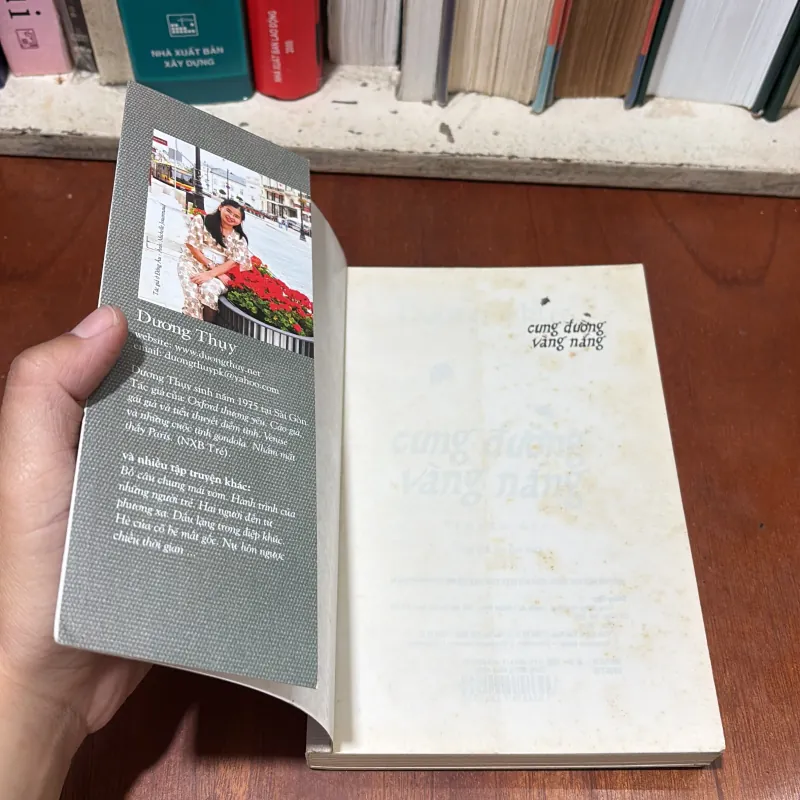 NHÀ XUẤT BẢN
XÂY DỰNG
NHÀ XUẤT BẢN LAO ĐỘNG
2005
Dương Thụy
website: www.duongthuy.net
email: duongthuypk@yahoo.com
Dương Thụy sinh năm 1975 tại Sài Gòn.
Tác giả của: Oxford thương yêu. Cáo già,
gái già và tiểu thuyết diễm tình. Venise
và những cuộc tình gondola. Nhắm mắt
thấy Paris. (NXB Trẻ)
và nhiều tập truyện khác:
Bồ câu chung mái vòm. Hành trình của
những người trẻ. Hai người đến từ
phương xa. Dấu lặng trong điệp khúc.
Hè của cô bé mắt gốc. Nụ hôn ngược
chiều thời gian
cung đường
vàng nắng
cung đường
vàng nắng